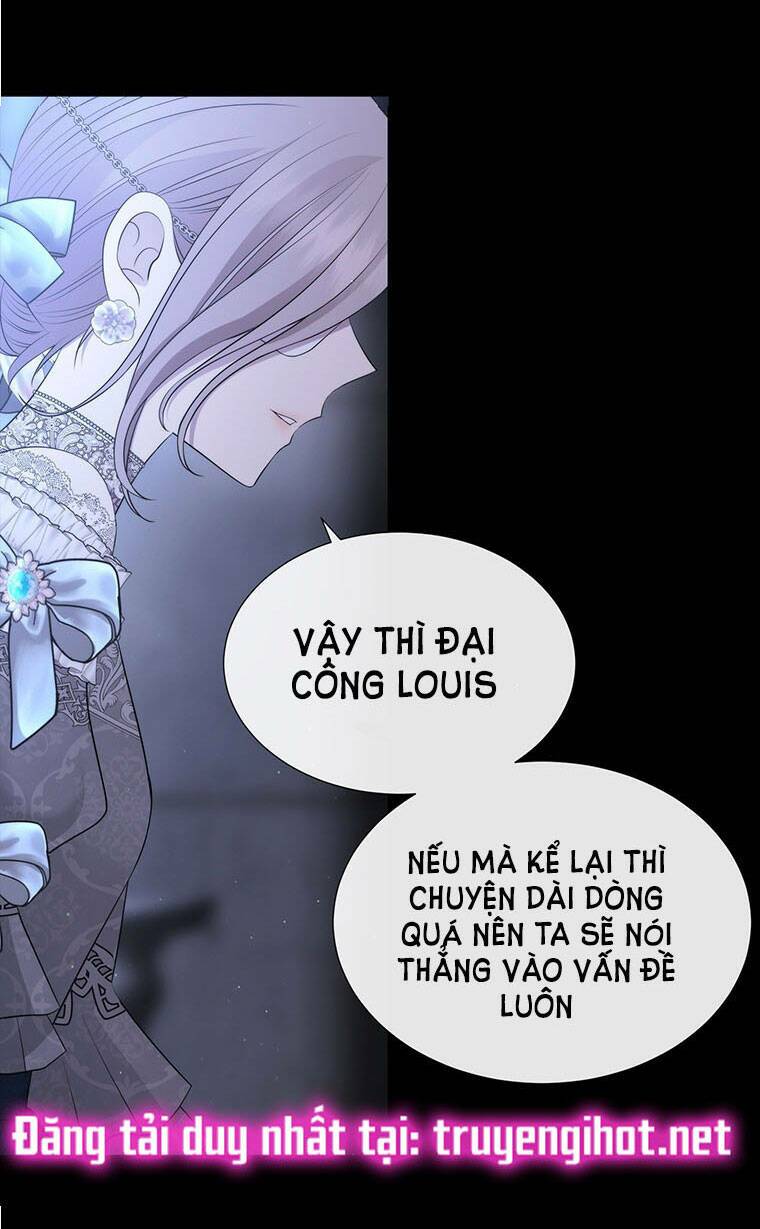 VẬY THÌ ĐẠI
CÔNG LOUIS
NẾU MÀ KỂ LẠI THÌ
CHUYỆN DÀI DÒNG
QUÁ NÊN TA SẼ NÓI
THẲNG VÀO VẤN ĐỀ
LUÔN
Đăng tải duy nhất tại: truyengihot.net